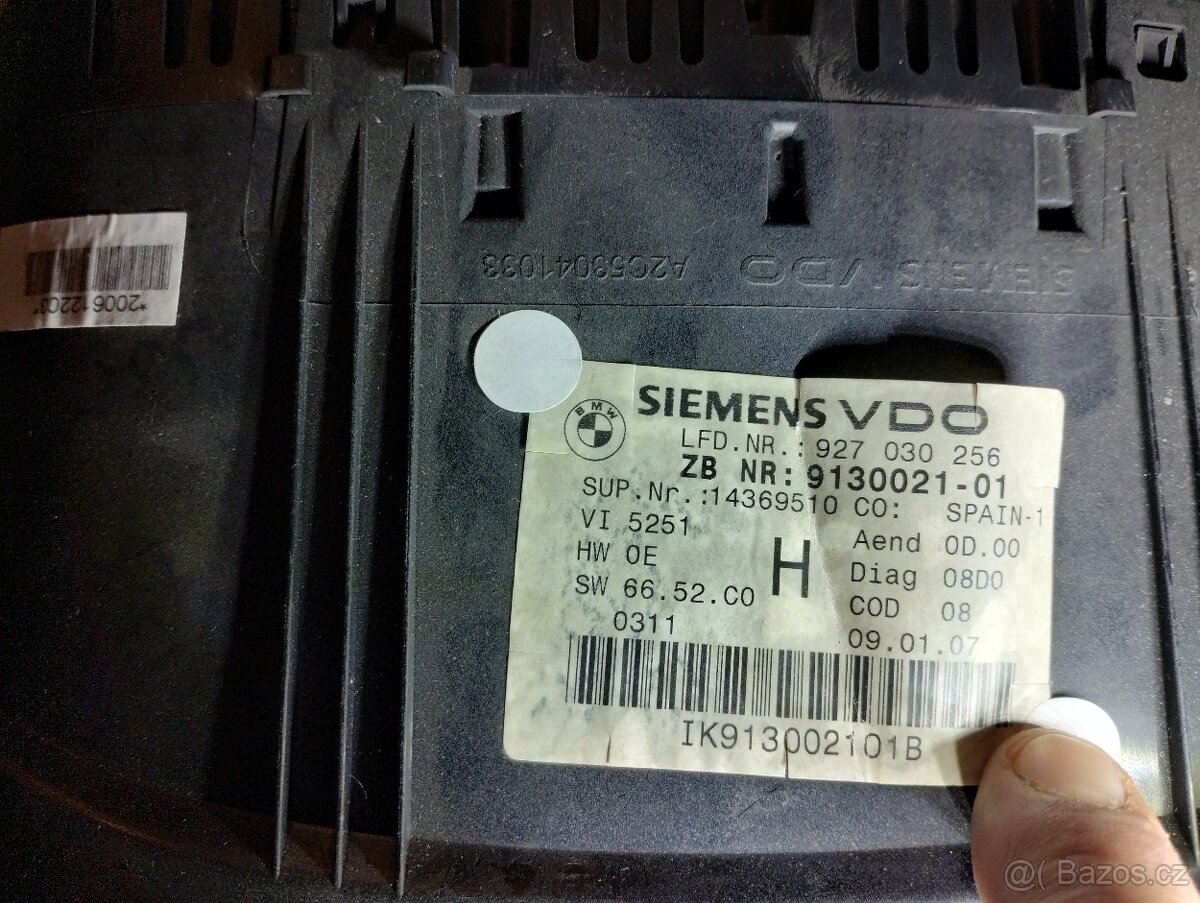 *200612203*
A2C53041033
SIEMENS VDO
BMW
SIEMENS VDO
LFD.NR.: 927 030 256
ZB NR: 9130021-01
SUP.Nr.:14369510 CO: SPAIN-1
VI 5251
HW 0E
SW 66.52.C0
0311
H
Aend 0D.00
Diag 08D0
COD 08
09.01.07
IK913002101B
@( Bazos.cz